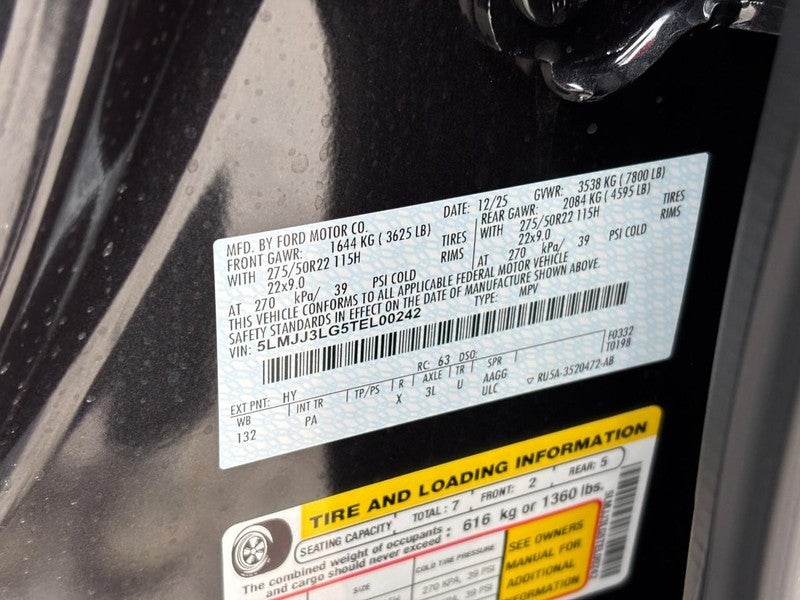 MFD. BY FORD MOTOR CO.
DATE: 12/25 GVWR: 3538 KG ( 7800 LB)
FRONT GAWR: 1644 KG ( 3625 LB)
REAR GAWR: 2084 KG ( 4595 LB)
WITH 275/50R22 115H TIRES
WITH 275/50R22 115H TIRES
22x9.0 RIMS
22x9.0 RIMS
AT 270 kPa/ 39 PSI COLD
AT 270 kPa/ 39 PSI COLD
THIS VEHICLE CONFORMS TO ALL APPLICABLE FEDERAL MOTOR VEHICLE
SAFETY STANDARDS IN EFFECT ON THE DATE OF MANUFACTURE SHOWN ABOVE.
VIN: 5LMJJ3LG5TEL00242 TYPE: MPV
F0332
T0198
EXT PNT: HY RC: 63 DSO:
WB INT TR TP/PS R AXLE TR SPR
132 PA X 3L U AAGG
ULC
RU5A-3520472-AB
TIRE AND LOADING INFORMATION
SEATING CAPACITY TOTAL: 7 FRONT: 2 REAR: 5
The combined weight of occupants
and cargo should never exceed : 616 kg or 1360 lbs.
SIZE COLD TIRE PRESSURE
270 KPA, 39 PSI
39 PSI
SEE OWNERS
MANUAL FOR
ADDITIONAL
INFORMATION